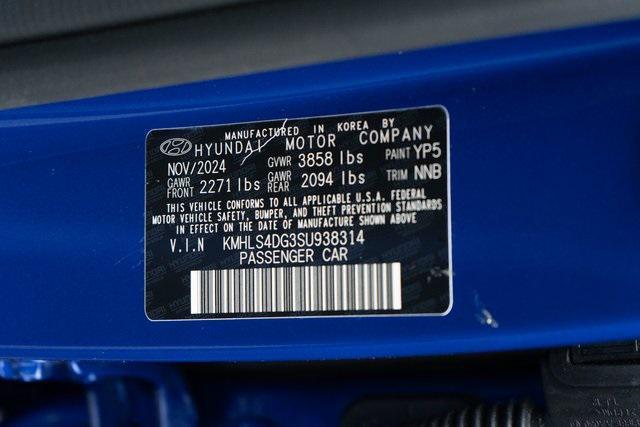 MANUFACTURED IN KOREA BY
HYUNDAI MOTOR COMPANY
NOV/2024 GVWR 3858 lbs PAINT YP5
GAWR FRONT 2271 lbs GAWR REAR 2094 lbs TRIM NNB
THIS VEHICLE CONFORMS TO ALL APPLICABLE U.S.A. FEDERAL
MOTOR VEHICLE SAFETY, BUMPER, AND THEFT PREVENTION STANDARDS
IN EFFECT ON THE DATE OF MANUFACTURE SHOWN ABOVE
V.I.N KMHLS4DG3SU938314
PASSENGER CAR